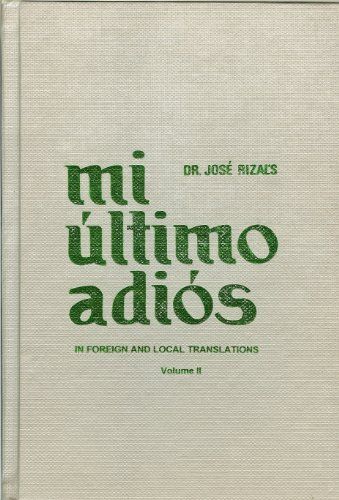 DR. JOSÉ RIZAL'S
mi
último
adiós
IN FOREIGN AND LOCAL TRANSLATIONS
Volume II